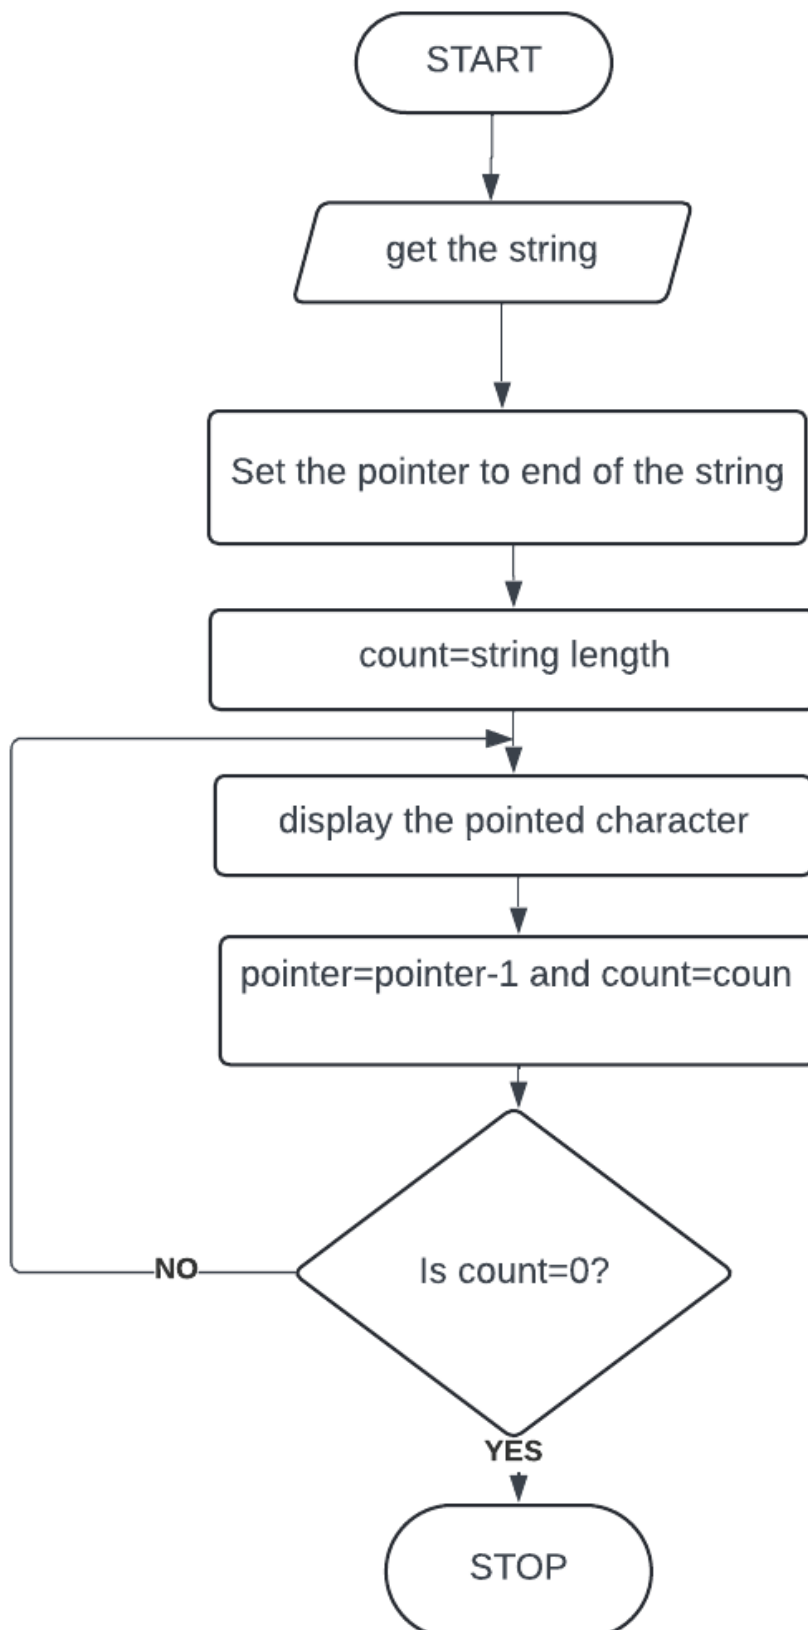 START
get the string
Set the pointer to end of the string
count=string length
display the pointed character
pointer=pointer-1 and count=coun
Is count=0?
NO
YES
STOP